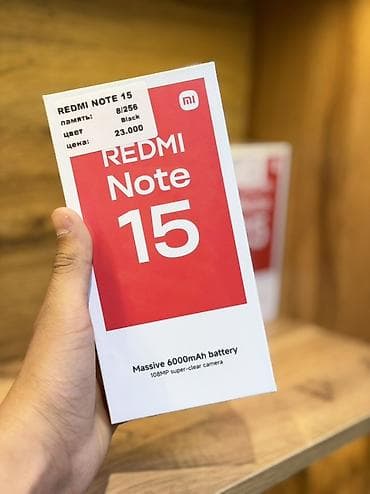 REDMI NOTE 15
память: 8/256
цвет Black
цена: 23.000
mi
REDMI
Note
15
Massive 6000mAh battery
108MP super-clear camera